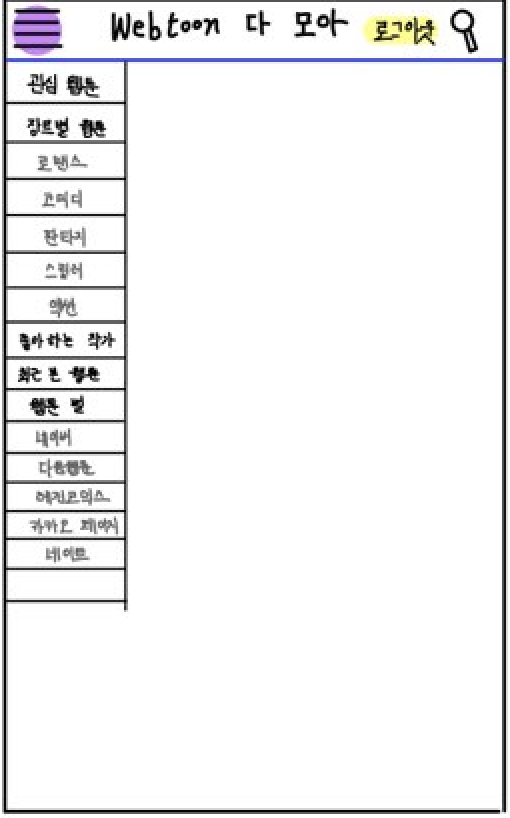 Webtoon 다 모아 로그아웃
관심 웹툰
장르별 웹툰
로맨스
코미디
판타지
스릴러
액션
좋아하는 작가
최근 본 웹툰
웹툰 별
네이버
다음웹툰
레진코믹스
카카오 페이지
네이트